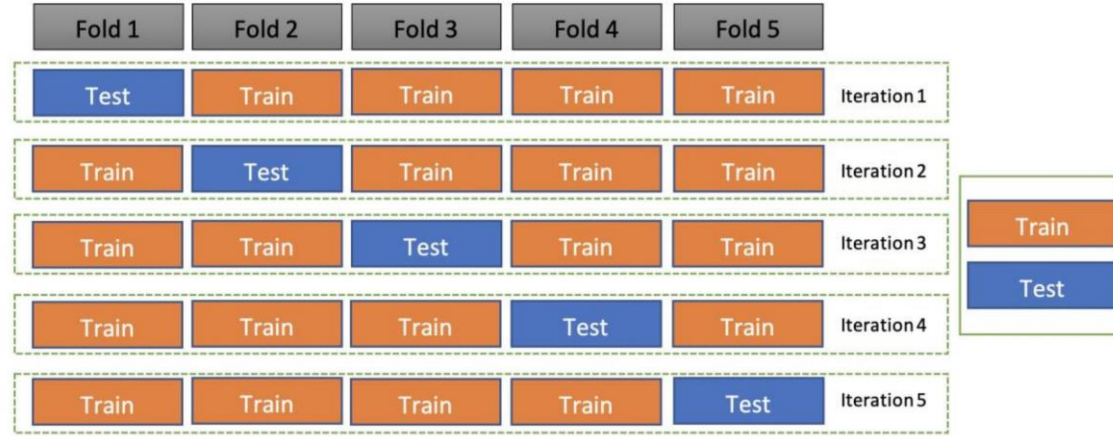 Fold 1 Fold 2 Fold 3 Fold 4 Fold 5
Test Train Train Train Train Iteration 1
Train Test Train Train Train Iteration 2
Train Train Test Train Train Iteration 3
Train Train Train Test Train Iteration 4
Train Train Train Train Test Iteration 5
Train
Test